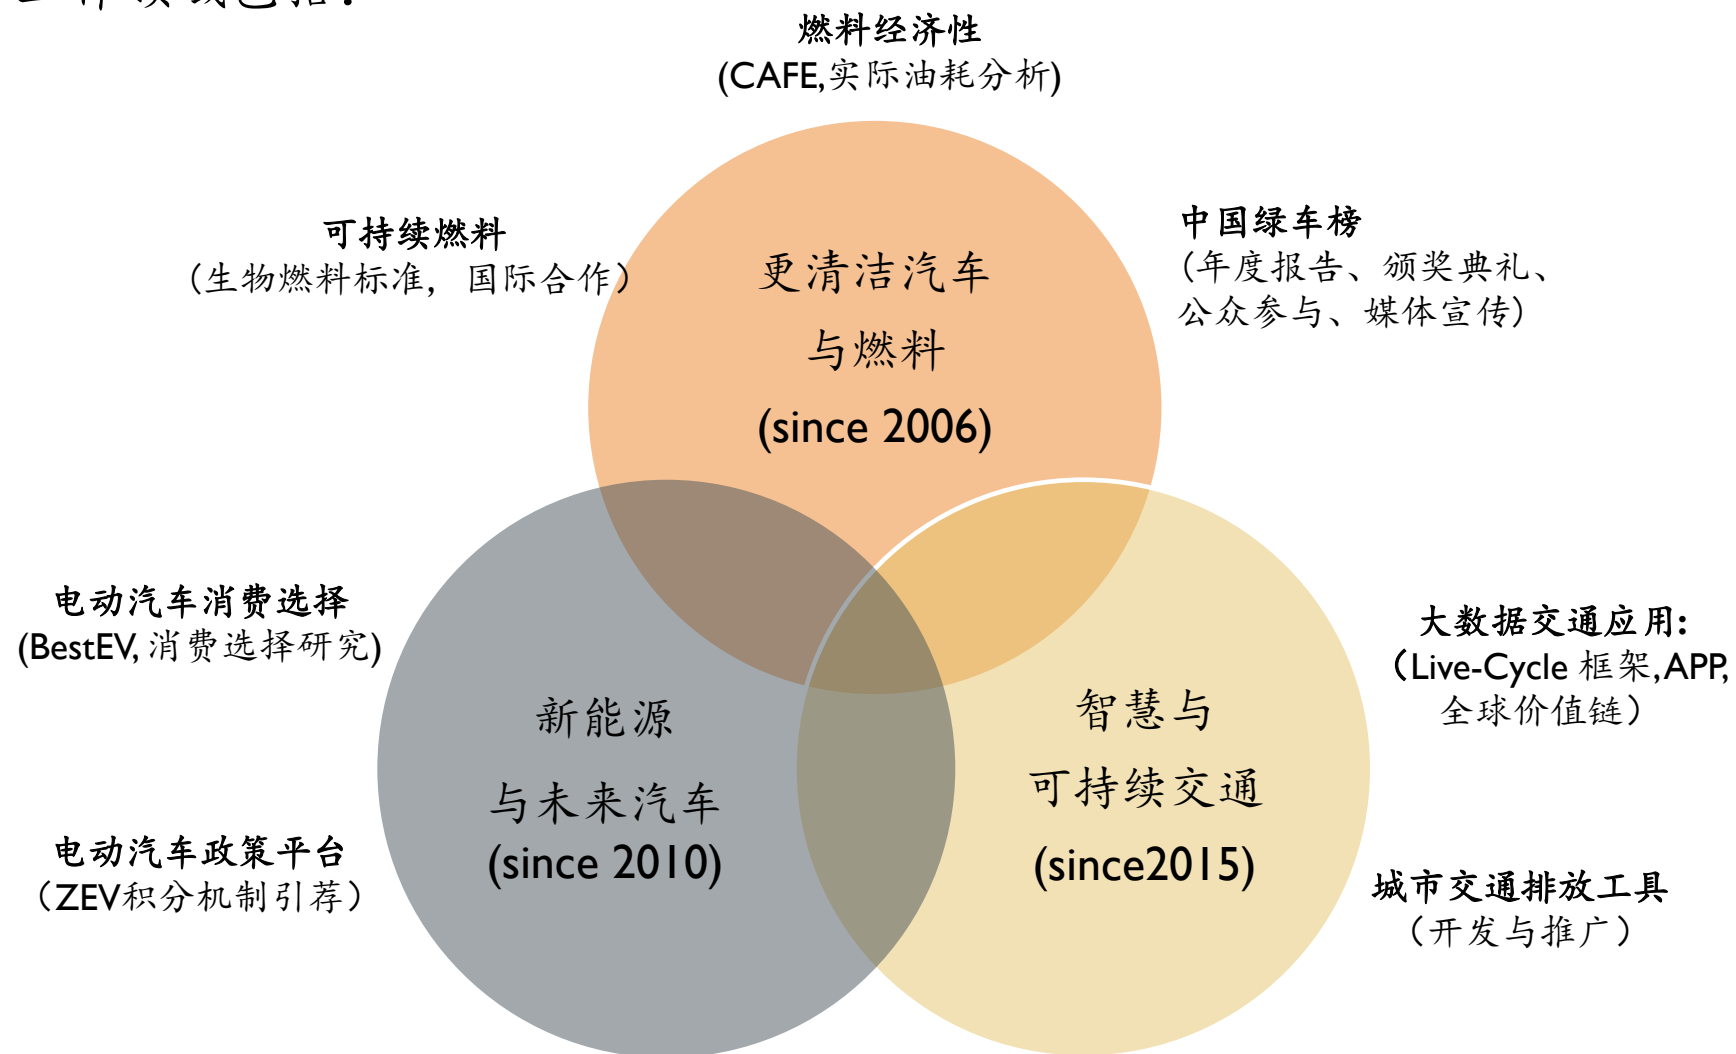 燃料经济性
(CAFE,实际油耗分析)
可持续燃料
（生物燃料标准，国际合作）
中国绿车榜
（年度报告、颁奖典礼、
公众参与、媒体宣传）
更清洁汽车
与燃料
(since 2006)
电动汽车消费选择
(BestEV, 消费选择研究)
电动汽车政策平台
（ZEV积分机制引荐）
新能源
与未来汽车
(since 2010)
智慧与
可持续交通
(since2015)
大数据交通应用:
（Live-Cycle 框架,APP,
全球价值链）
城市交通排放工具
（开发与推广）